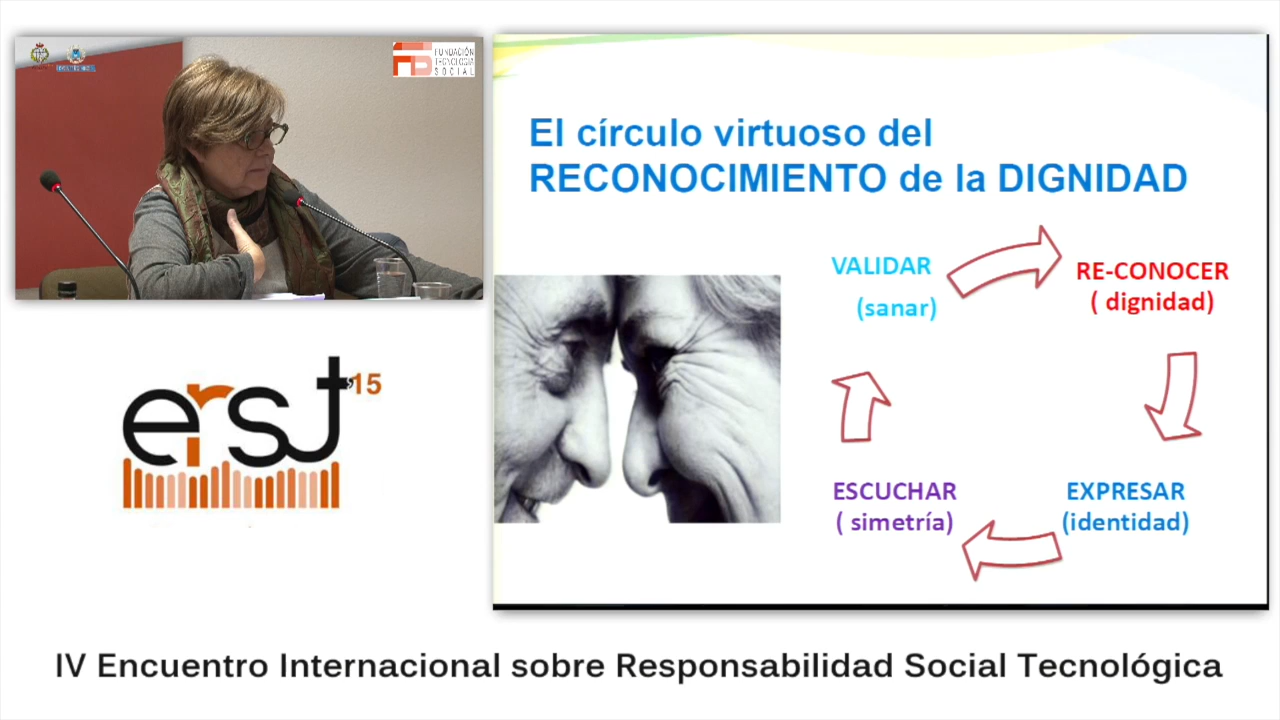 FUNDACIÓN
TECNOLOGÍA
SOCIAL
El círculo virtuoso del
RECONOCIMIENTO de la DIGNIDAD
VALIDAR
(sanar)
RE-CONOCER
( dignidad)
ESCUCHAR
( simetría)
EXPRESAR
(identidad)
erst '15
IV Encuentro Internacional sobre Responsabilidad Social Tecnológica